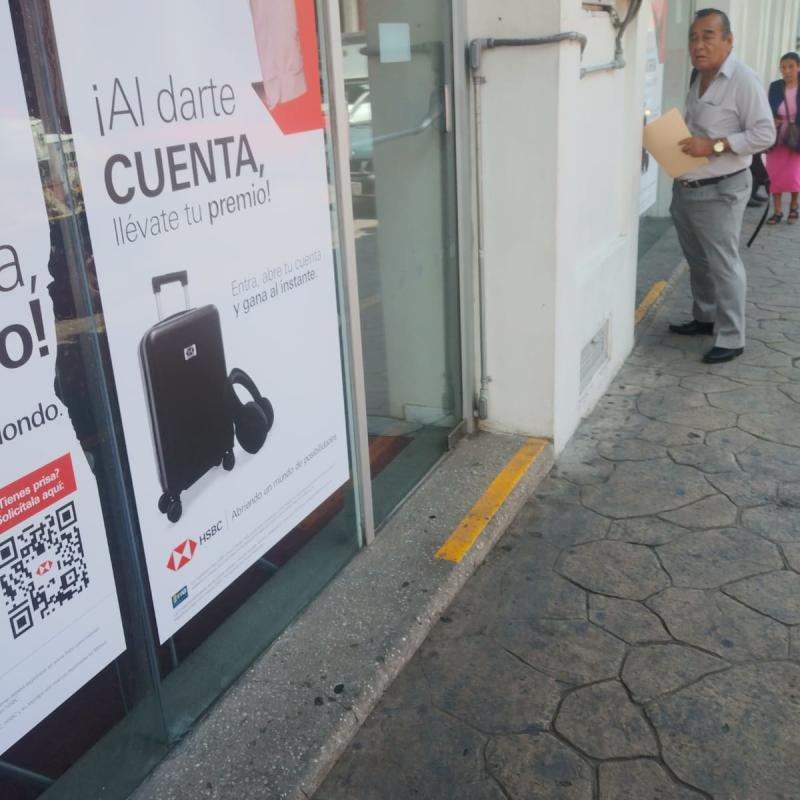 a,
o!
ondo.
¿Tienes prisa?
Solicítala aquí:
¡Al darte
CUENTA,
llévate tu premio!
Entra, abre tu cuenta
y gana al instante.
HSBC | Abriendo un mundo de posibilidades